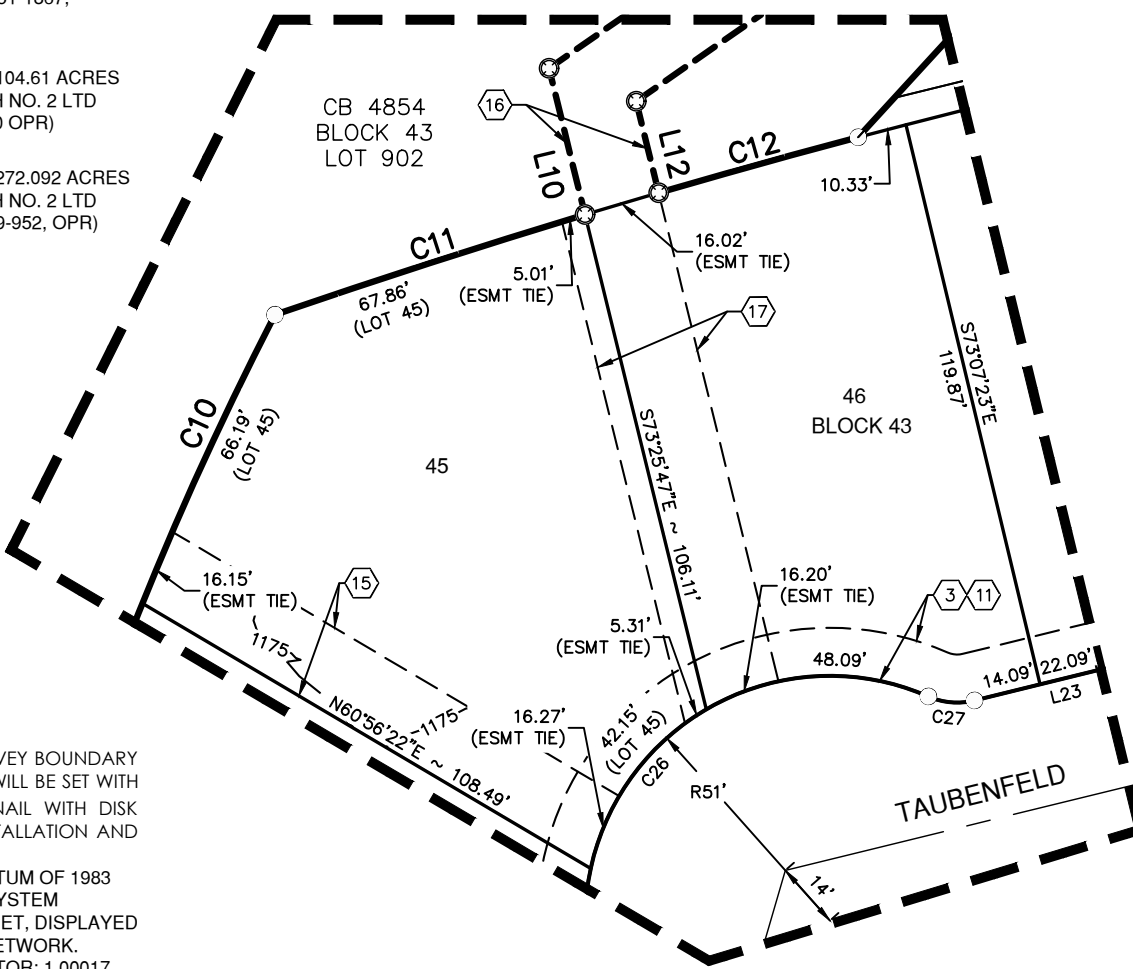 104.61 ACRES
NO. 2 LTD
OPR)
272.092 ACRES
NO. 2 LTD
9-952, OPR)
CB 4854
BLOCK 43
LOT 902
16
L10
L12
C12
10.33'
C11
16.02'
(ESMT TIE)
5.01'
(ESMT TIE)
67.86'
(LOT 45)
17
S73°07'23"E
119.87'
C10
66.19'
(LOT 45)
46
BLOCK 43
45
S73°25'47"E ~ 106.11'
16.15'
(ESMT TIE)
15
16.20'
(ESMT TIE)
3
11
1175
5.31'
(ESMT TIE)
48.09'
14.09'
22.09'
L23
C27
N60°56'22"E ~ 108.49'
1175
16.27'
(ESMT TIE)
42.15'
(LOT 45)
C26
R51'
TAUBENFELD
14'
VEY BOUNDARY
WILL BE SET WITH
NAIL WITH DISK
TALLATION AND
TUM OF 1983
YSTEM
ET, DISPLAYED
ETWORK.
TOR: 1.00017